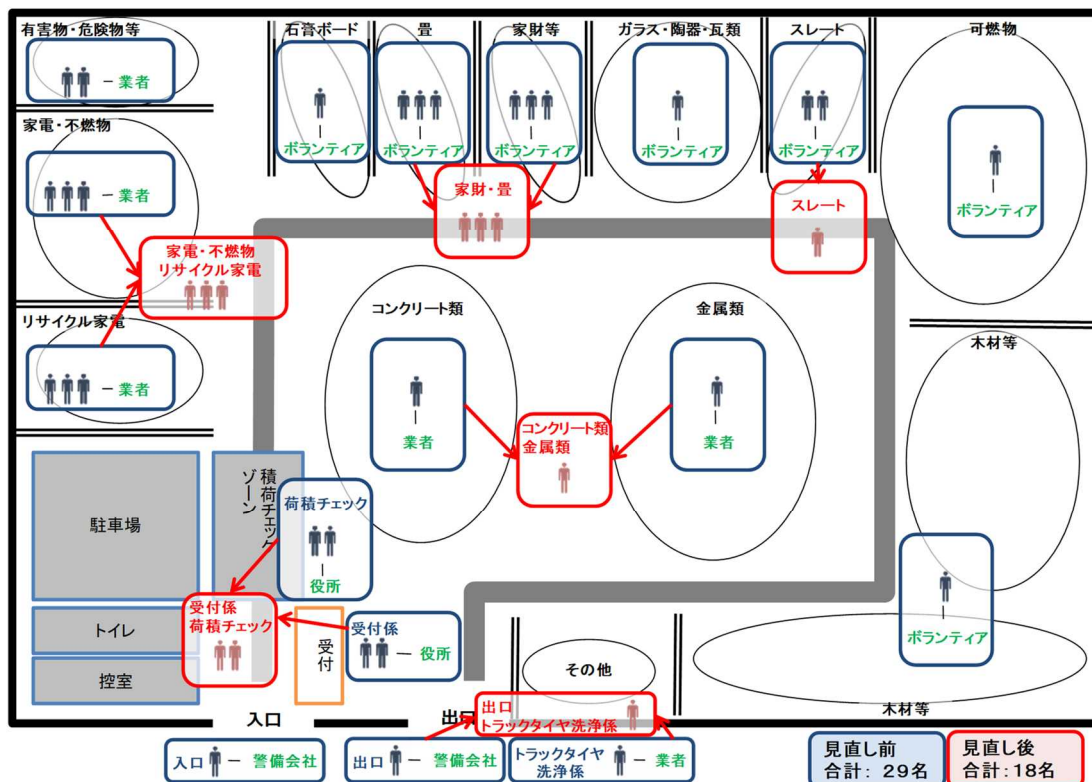 有害物・危険物等
石膏ボード
畳
家財等
ガラス・陶器・瓦類
スレート
可燃物
業者
ボランティア
ボランティア
ボランティア
ボランティア
ボランティア
ボランティア
家電・不燃物
業者
家財・畳
スレート
家電・不燃物
リサイクル家電
リサイクル家電
業者
コンクリート類
金属類
木材等
業者
業者
コンクリート類
金属類
駐車場
積荷チェック
ゾーン
荷積チェック
役所
トイレ
控室
受付係
荷積チェック
受付
受付係
役所
ボランティア
その他
木材等
入口
出口
出口
トラックタイヤ洗浄係
入口
警備会社
出口
警備会社
トラックタイヤ
洗浄係
業者
見直し前
合計：29名
見直し後
合計：18名